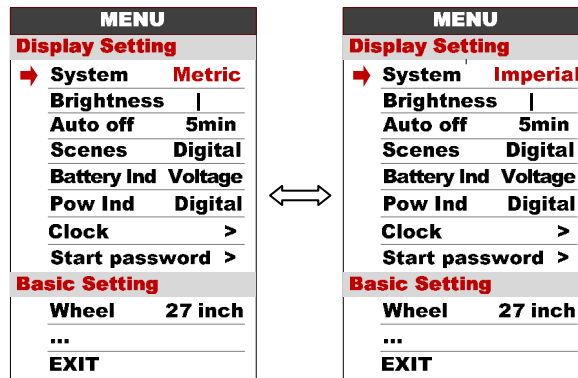 MENU
Display Setting
System Metric
Brightness |
Auto off 5min
Scenes Digital
Battery Ind Voltage
Pow Ind Digital
Clock >
Start password >
Basic Setting
Wheel 27 inch
...
EXIT
MENU
Display Setting
System Imperial
Brightness |
Auto off 5min
Scenes Digital
Battery Ind Voltage
Pow Ind Digital
Clock >
Start password >
Basic Setting
Wheel 27 inch
...
EXIT